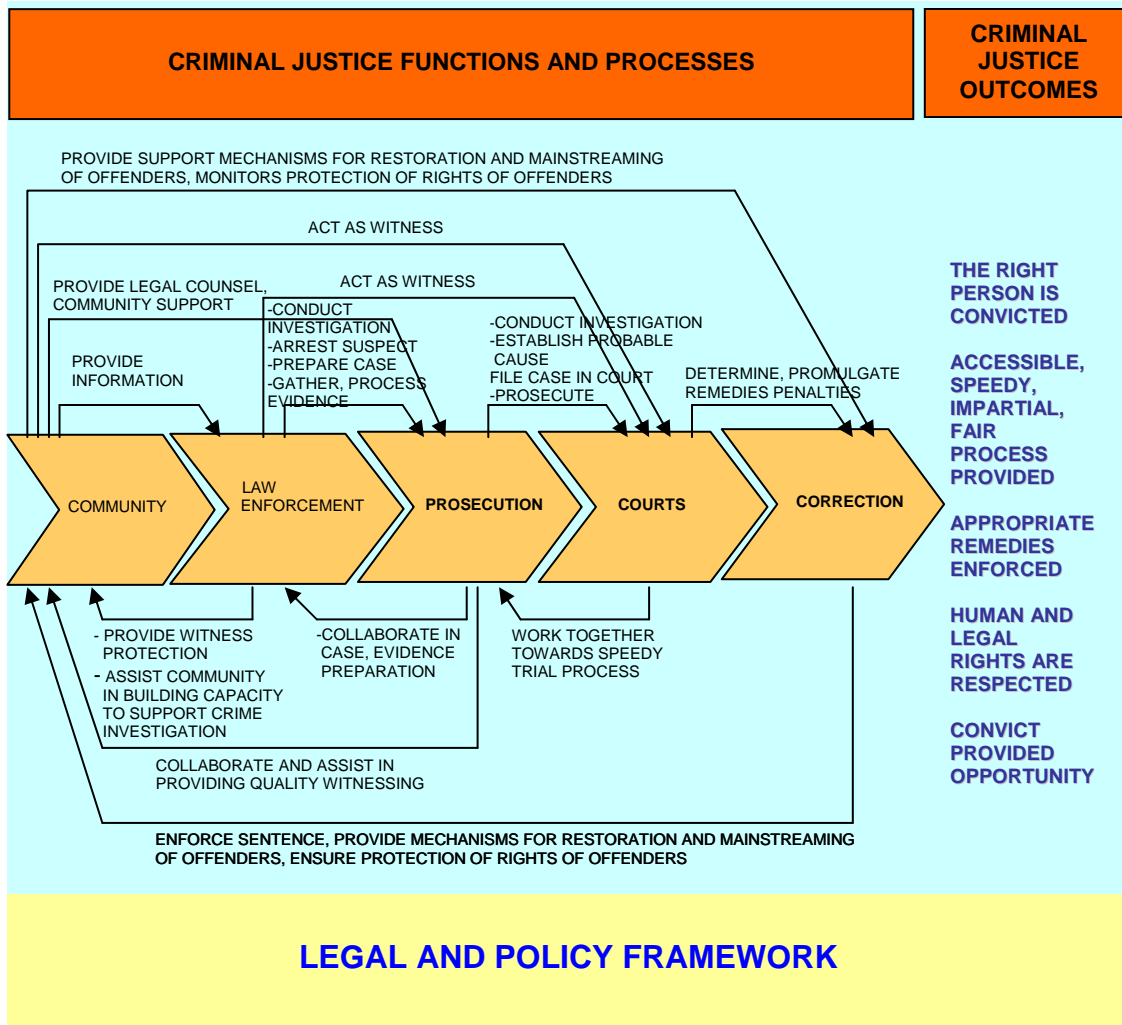 CRIMINAL JUSTICE FUNCTIONS AND PROCESSES
CRIMINAL
JUSTICE
OUTCOMES
PROVIDE SUPPORT MECHANISMS FOR RESTORATION AND MAINSTREAMING
OF OFFENDERS, MONITORS PROTECTION OF RIGHTS OF OFFENDERS
ACT AS WITNESS
PROVIDE LEGAL COUNSEL,
COMMUNITY SUPPORT
ACT AS WITNESS
-CONDUCT
INVESTIGATION
-ARREST SUSPECT
-PREPARE CASE
-GATHER, PROCESS
EVIDENCE
-CONDUCT INVESTIGATION
-ESTABLISH PROBABLE
CAUSE
FILE CASE IN COURT
-PROSECUTE
PROVIDE
INFORMATION
DETERMINE, PROMULGATE
REMEDIES PENALTIES
COMMUNITY
LAW
ENFORCEMENT
PROSECUTION
COURTS
CORRECTION
- PROVIDE WITNESS
PROTECTION
- ASSIST COMMUNITY
IN BUILDING CAPACITY
TO SUPPORT CRIME
INVESTIGATION
-COLLABORATE IN
CASE, EVIDENCE
PREPARATION
WORK TOGETHER
TOWARDS SPEEDY
TRIAL PROCESS
COLLABORATE AND ASSIST IN
PROVIDING QUALITY WITNESSING
ENFORCE SENTENCE, PROVIDE MECHANISMS FOR RESTORATION AND MAINSTREAMING
OF OFFENDERS, ENSURE PROTECTION OF RIGHTS OF OFFENDERS
THE RIGHT
PERSON IS
CONVICTED
ACCESSIBLE,
SPEEDY,
IMPARTIAL,
FAIR
PROCESS
PROVIDED
APPROPRIATE
REMEDIES
ENFORCED
HUMAN AND
LEGAL
RIGHTS ARE
RESPECTED
CONVICT
PROVIDED
OPPORTUNITY
LEGAL AND POLICY FRAMEWORK